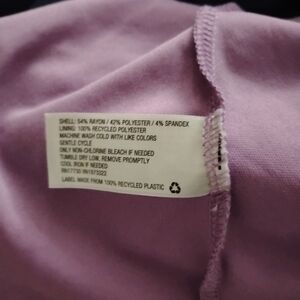 SHELL: 54% RAYON / 42% POLYESTER / 4% SPANDEX
LINING: 100% RECYCLED POLYESTER
MACHINE WASH COLD WITH LIKE COLORS
GENTLE CYCLE
ONLY NON-CHLORINE BLEACH IF NEEDED
TUMBLE DRY LOW, REMOVE PROMPTLY
COOL IRON IF NEEDED
LABEL MADE FROM 100% RECYCLED PLASTIC